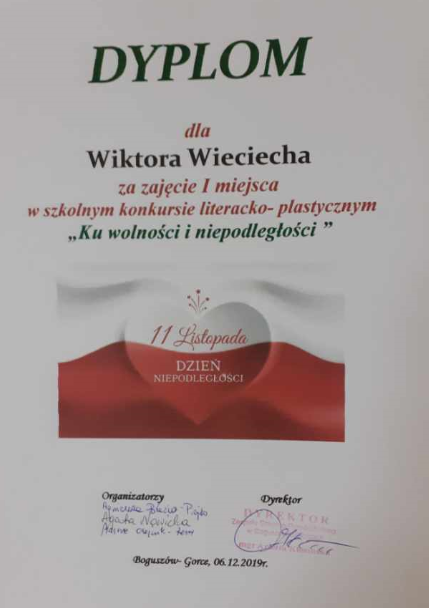 DYPLOM
dla
Wiktora Wieciecha
za zajęcie I miejsca
w szkolnym konkursie literacko- plastycznym
„Ku wolności i niepodległości ”
11 Listopada
DZIEŃ
NIEPODLEGŁOŚCI
Organizatorzy
Dyrektor
DYREKTOR
Boguszów- Gorce, 06.12.2019r.